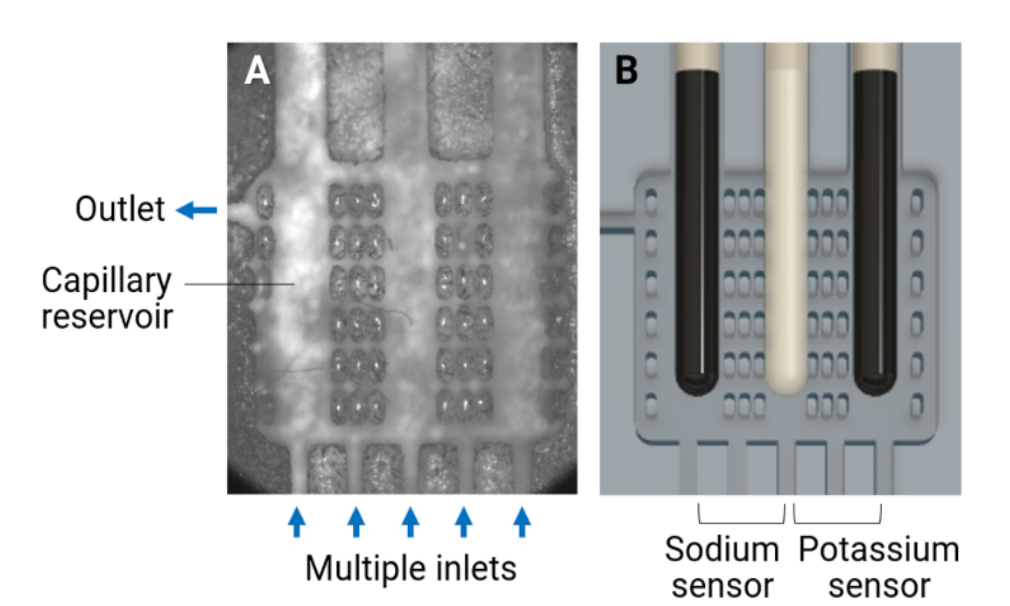 A
B
Outlet
Capillary
reservoir
Multiple inlets
Sodium
sensor
Potassium
sensor